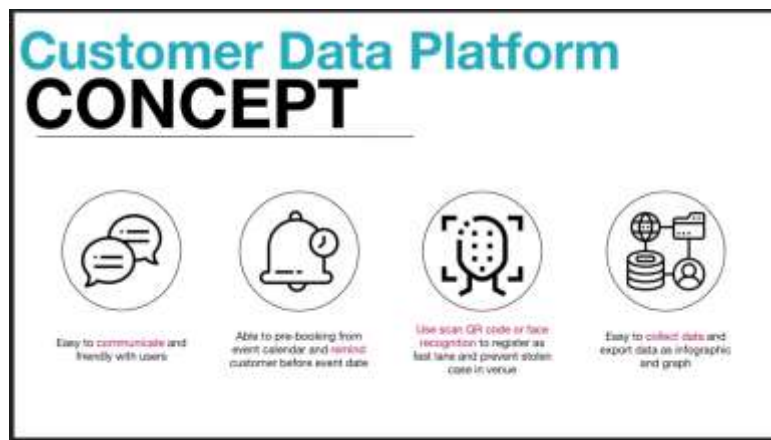 Customer Data Platform
CONCEPT
Easy to communicate and
friendly with users
Able to pre-booking from
event calendar and remind
customer before event date
Use scan QR code or face
recognition to register as
fast lane and prevent stolen
case in venue
Easy to collect data and
export data as infographic
and graph